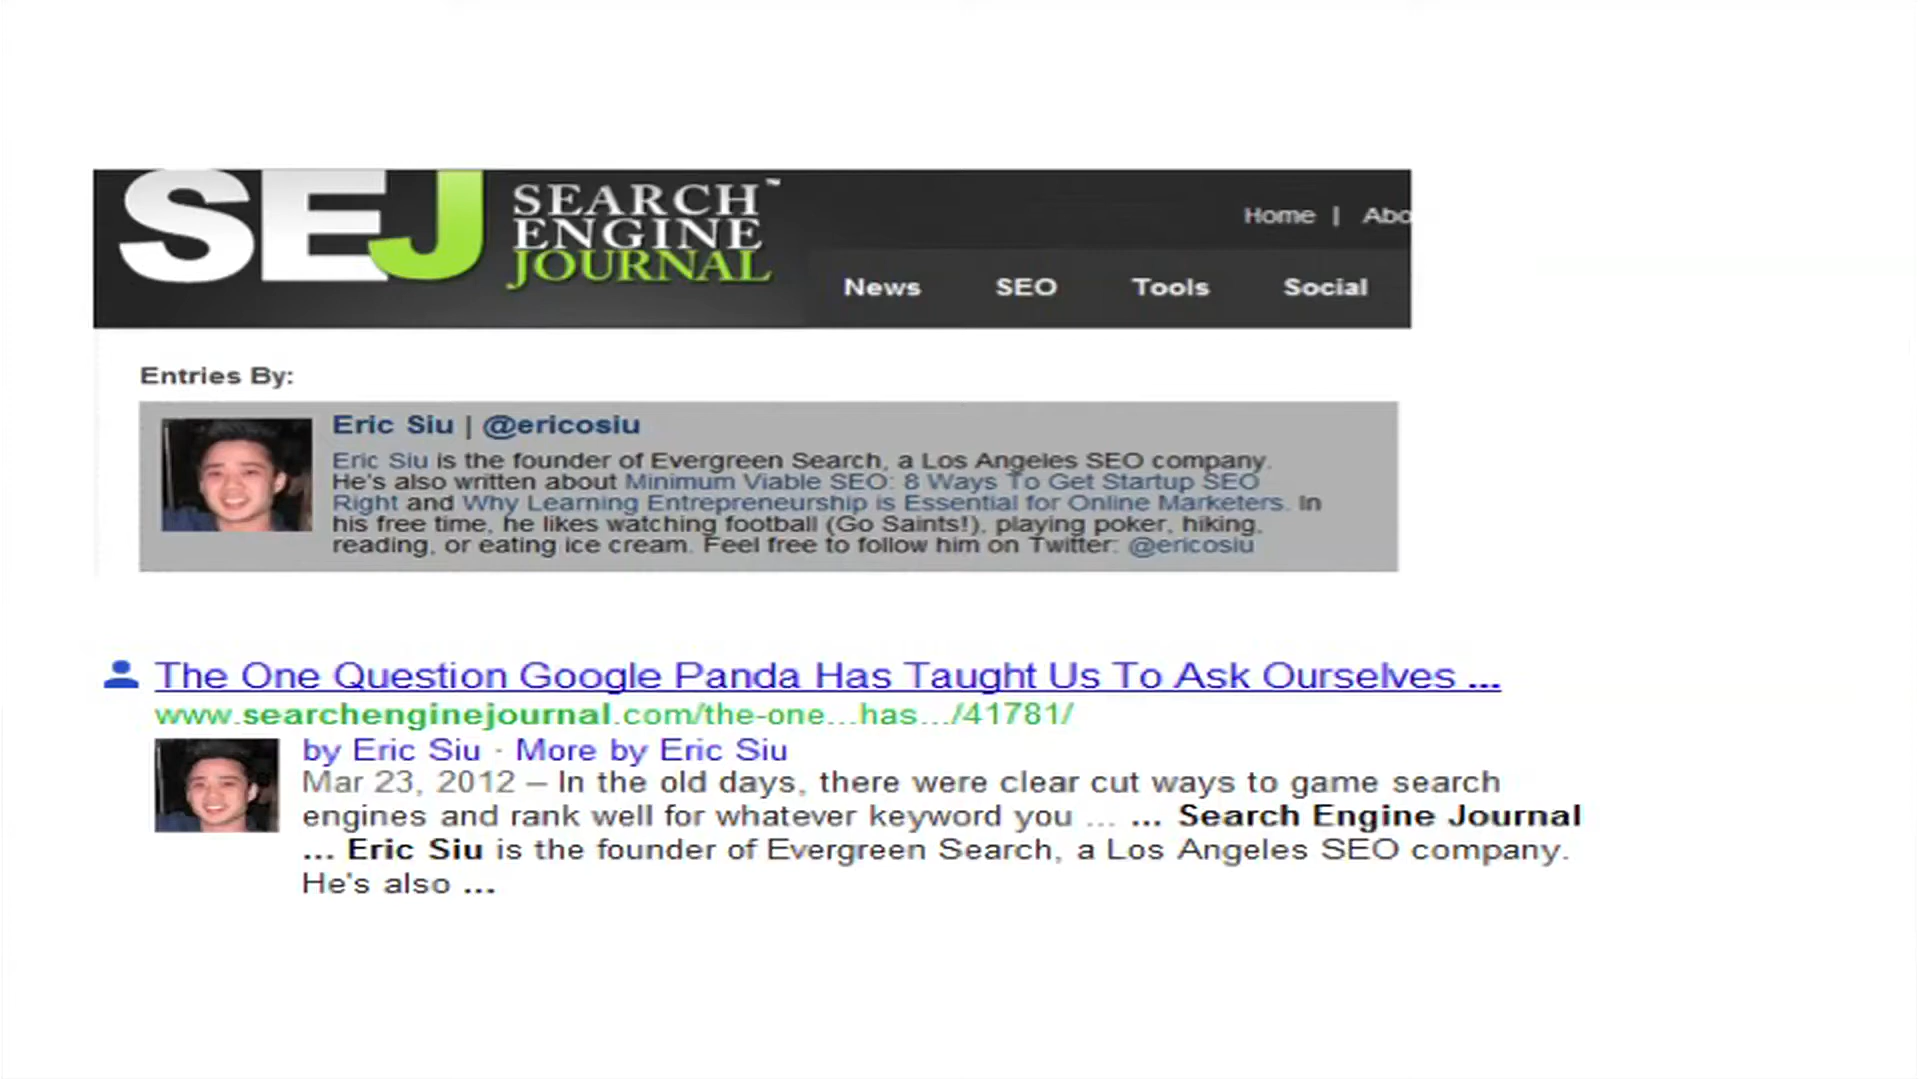 SEJ SEARCH ENGINE JOURNAL™
Home | Abo
News SEO Tools Social
Entries By:
Eric Siu | @ericosiu
Eric Siu is the founder of Evergreen Search, a Los Angeles SEO company.
He's also written about Minimum Viable SEO: 8 Ways To Get Startup SEO
Right and Why Learning Entrepreneurship is Essential for Online Marketers. In
his free time, he likes watching football (Go Saints!), playing poker, hiking,
reading, or eating ice cream. Feel free to follow him on Twitter: @ericosiu
The One Question Google Panda Has Taught Us To Ask Ourselves ...
www.searchenginejournal.com/the-one...has.../41781/
by Eric Siu · More by Eric Siu
Mar 23, 2012 – In the old days, there were clear cut ways to game search
engines and rank well for whatever keyword you ... ... Search Engine Journal
... Eric Siu is the founder of Evergreen Search, a Los Angeles SEO company.
He's also ...